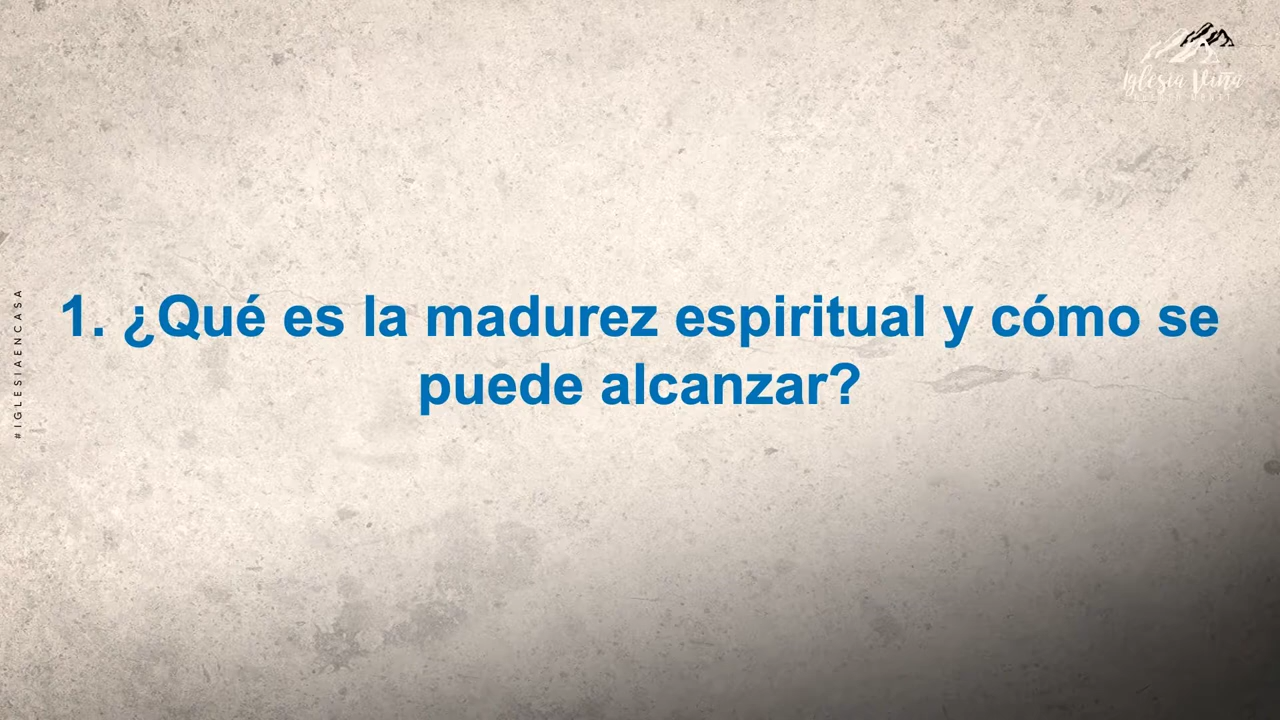 Iglesia Viña
#IGLESIAENCASA
1. ¿Qué es la madurez espiritual y cómo se
puede alcanzar?